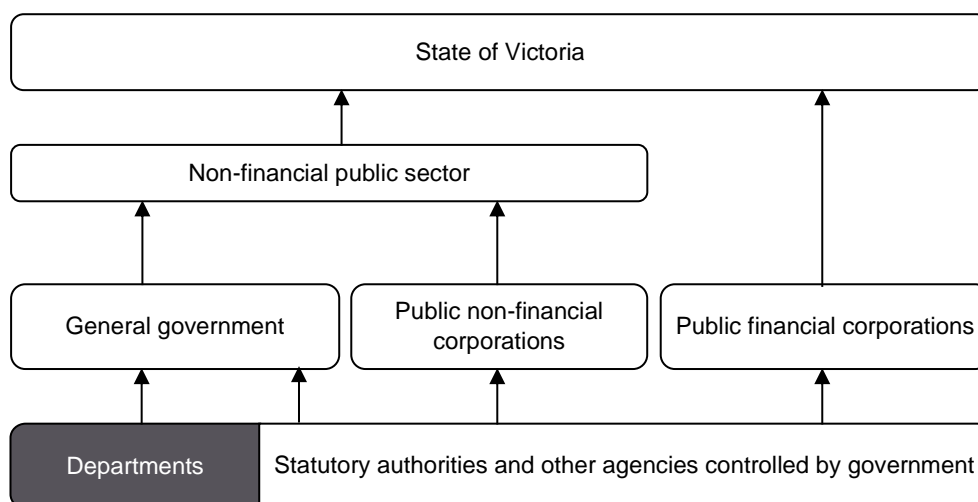 State of Victoria
Non-financial public sector
General government
Public non-financial
corporations
Public financial corporations
Departments
Statutory authorities and other agencies controlled by government